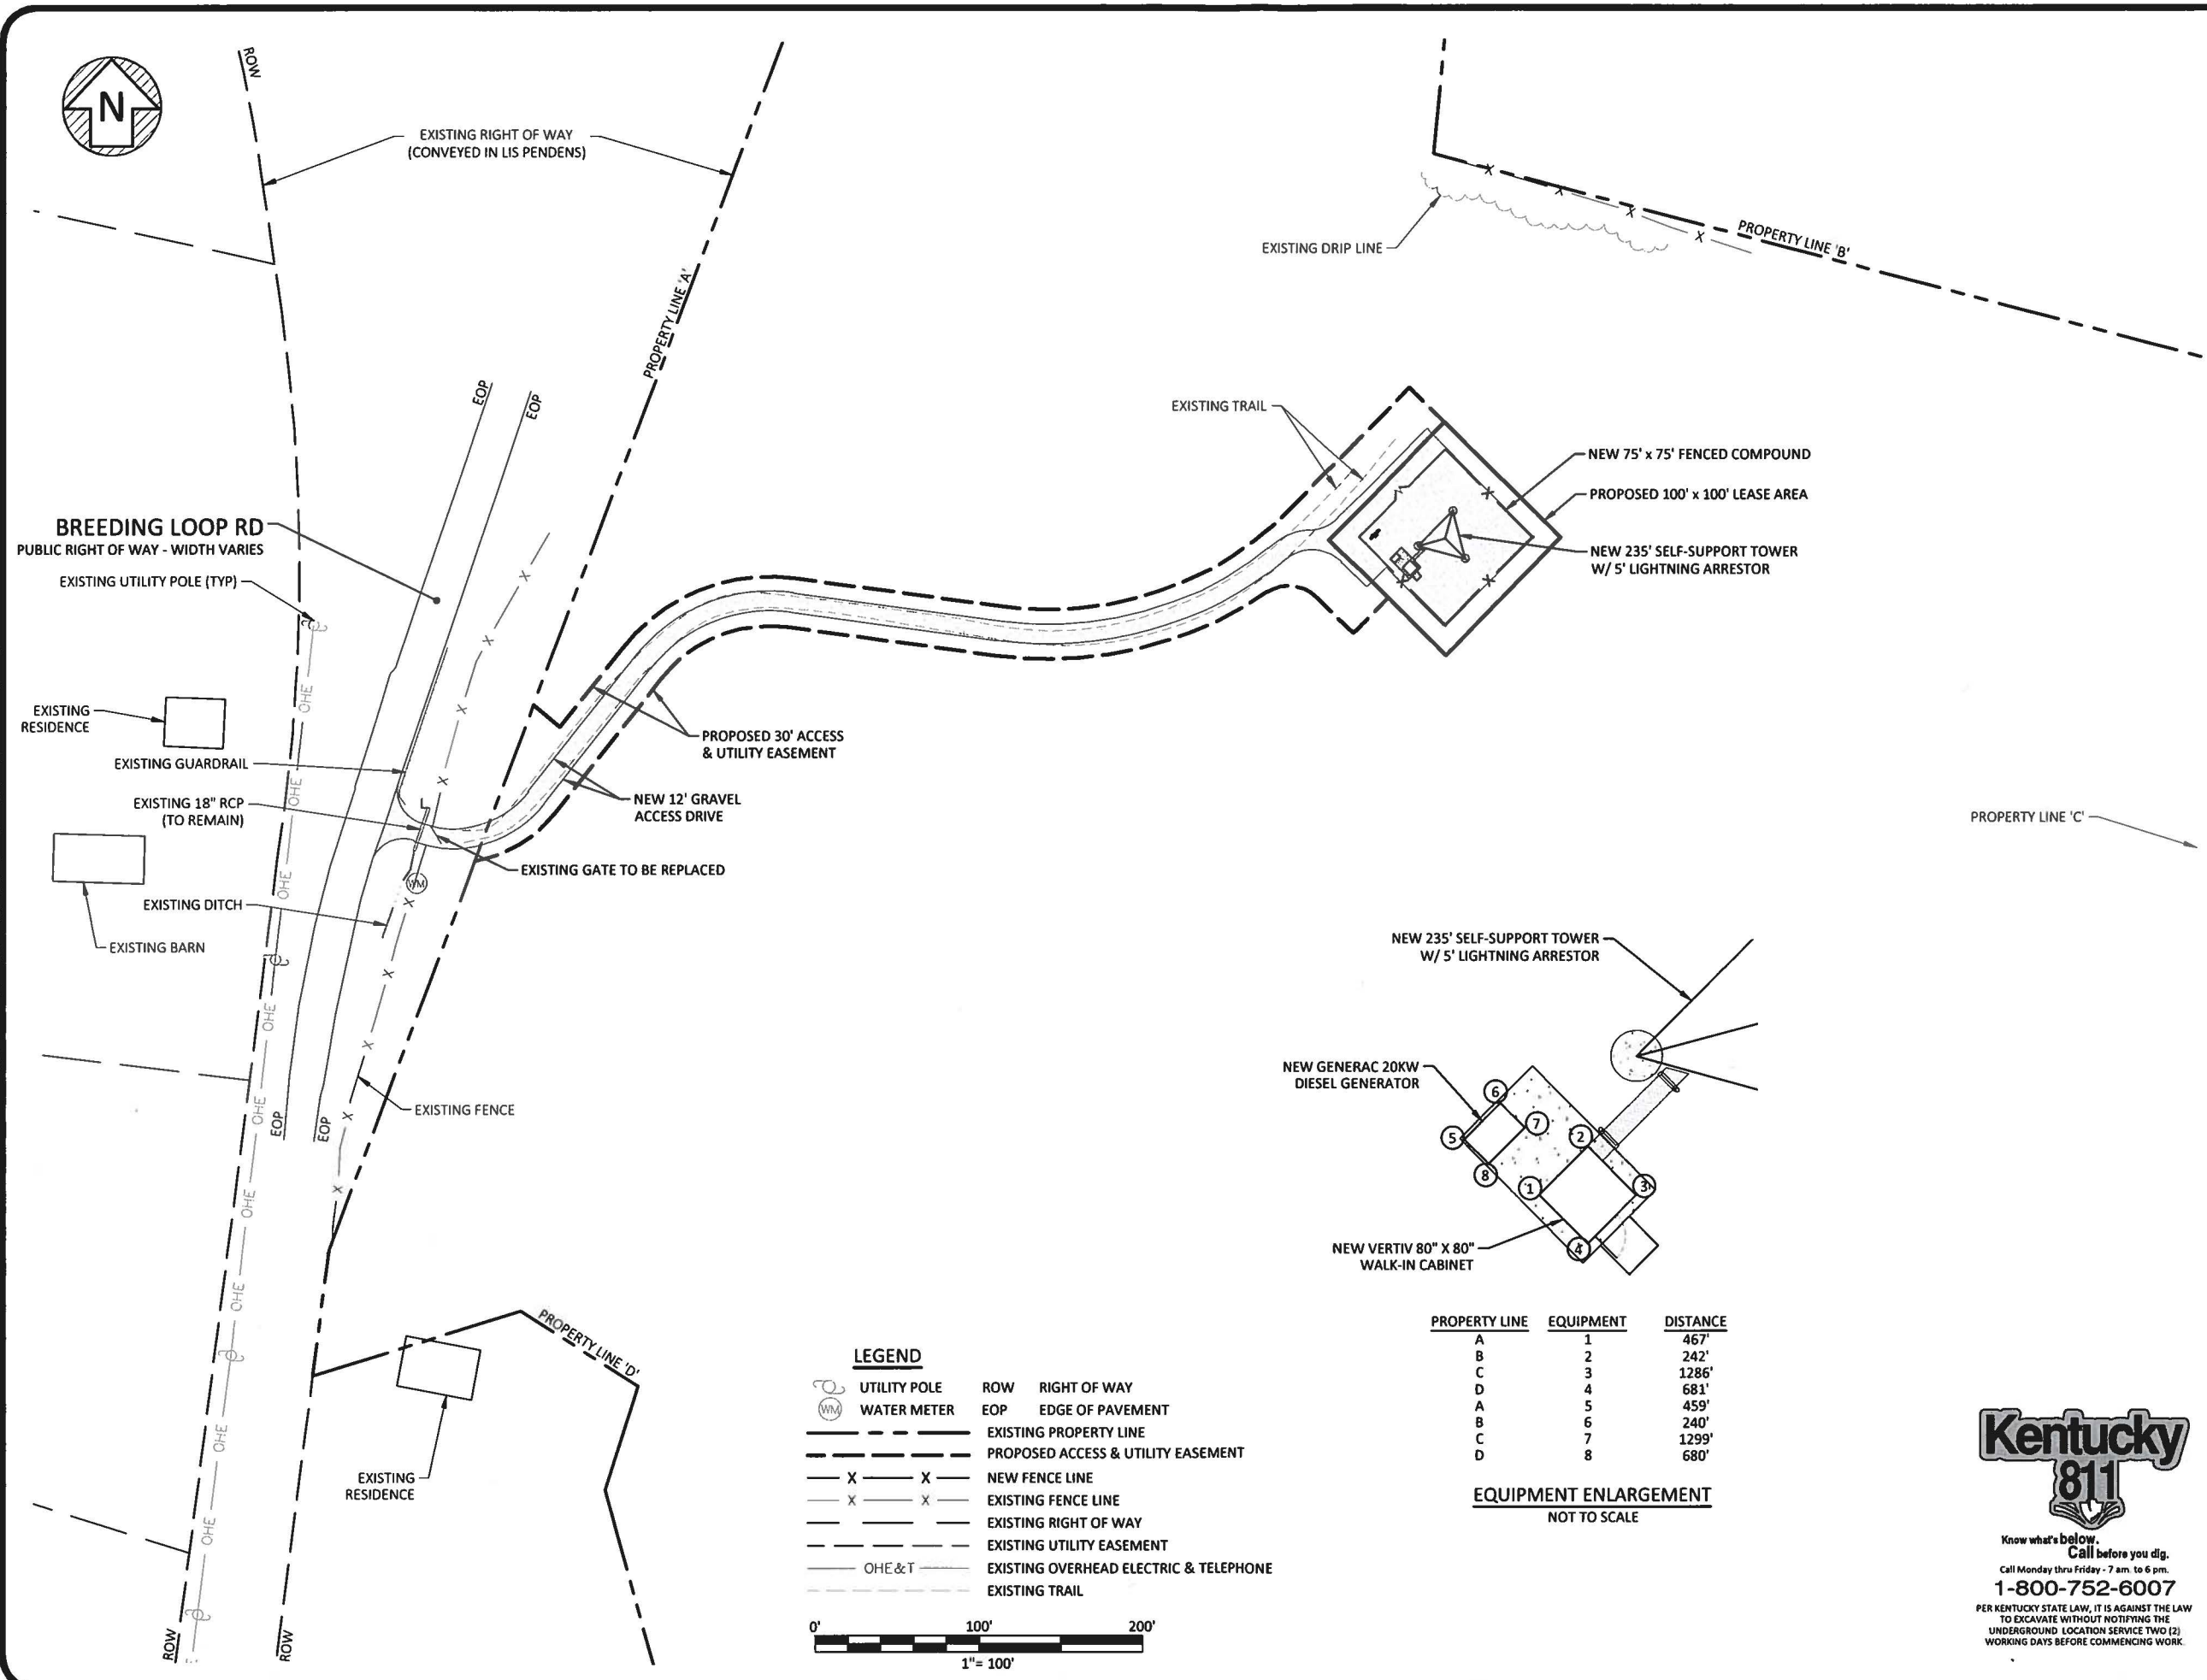 N
ROW
EXISTING RIGHT OF WAY
(CONVEYED IN LIS PENDENS)
PROPERTY LINE 'A'
EXISTING DRIP LINE
X
X
X
X
PROPERTY LINE 'B'
EOP
EOP
EXISTING TRAIL
NEW 75' x 75' FENCED COMPOUND
PROPOSED 100' x 100' LEASE AREA
NEW 235' SELF-SUPPORT TOWER
W/ 5' LIGHTNING ARRESTOR
X
X
X
BREEDING LOOP RD
PUBLIC RIGHT OF WAY - WIDTH VARIES
EXISTING UTILITY POLE (TYP)
X
X
X
X
OHE
EXISTING
RESIDENCE
EXISTING GUARDRAIL
OHE
EXISTING 18" RCP
(TO REMAIN)
PROPOSED 30' ACCESS
& UTILITY EASEMENT
NEW 12' GRAVEL
ACCESS DRIVE
EXISTING GATE TO BE REPLACED
WM
OHE
EXISTING DITCH
EXISTING BARN
X
X
X
X
X
OHE
OHE
EOP
EOP
EXISTING FENCE
PROPERTY LINE 'C'
NEW 235' SELF-SUPPORT TOWER
W/ 5' LIGHTNING ARRESTOR
NEW GENERAC 20KW
DIESEL GENERATOR
6
7
5
2
8
1
3
4
NEW VERTIV 80" X 80"
WALK-IN CABINET
OHE
OHE
OHE
OHE
PROPERTY LINE 'D'
EXISTING
RESIDENCE
ROW
ROW
LEGEND
UTILITY POLE ROW RIGHT OF WAY
WM WATER METER EOP EDGE OF PAVEMENT
EXISTING PROPERTY LINE
PROPOSED ACCESS & UTILITY EASEMENT
X X NEW FENCE LINE
X X EXISTING FENCE LINE
EXISTING RIGHT OF WAY
EXISTING UTILITY EASEMENT
OHE&T EXISTING OVERHEAD ELECTRIC & TELEPHONE
EXISTING TRAIL
0' 100' 200'
1"= 100'
PROPERTY LINE EQUIPMENT DISTANCE
A 1 467'
B 2 242'
C 3 1286'
D 4 681'
A 5 459'
B 6 240'
C 7 1299'
D 8 680'
EQUIPMENT ENLARGEMENT
NOT TO SCALE
Kentucky
811
Know what's below.
Call before you dig.
Call Monday thru Friday - 7 am. to 6 pm.
1-800-752-6007
PER KENTUCKY STATE LAW, IT IS AGAINST THE LAW
TO EXCAVATE WITHOUT NOTIFYING THE
UNDERGROUND LOCATION SERVICE TWO (2)
WORKING DAYS BEFORE COMMENCING WORK.